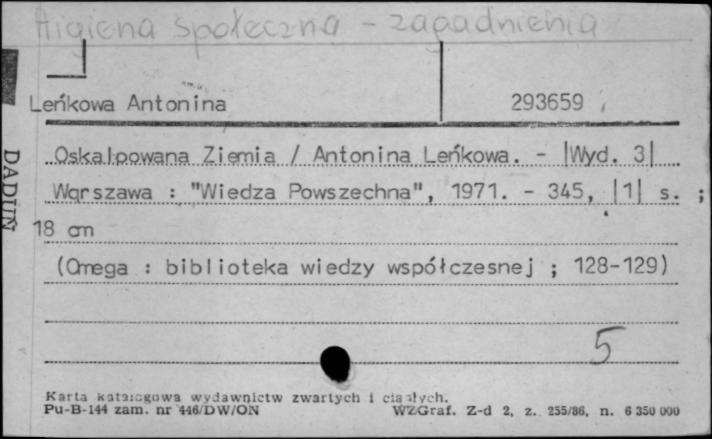 Higiena społeczna - zagadnienia
Leńkowa Antonina 293659
Oskalpowana Ziemia / Antonina Leńkowa. - |Wyd. 3|
Wqrszawa : "Wiedza Powszechna", 1971. - 345, |1| s. ;
18 cm
(Omega : biblioteka wiedzy współczesnej ; 128-129)
5
Karta katalogowa wydawnictw zwartych i ciągłych.
Pu-B-144 zam. nr 446/DW/ON WZGraf. Z-d 2, z. 255/86, n. 6 350 000
DADUŃ